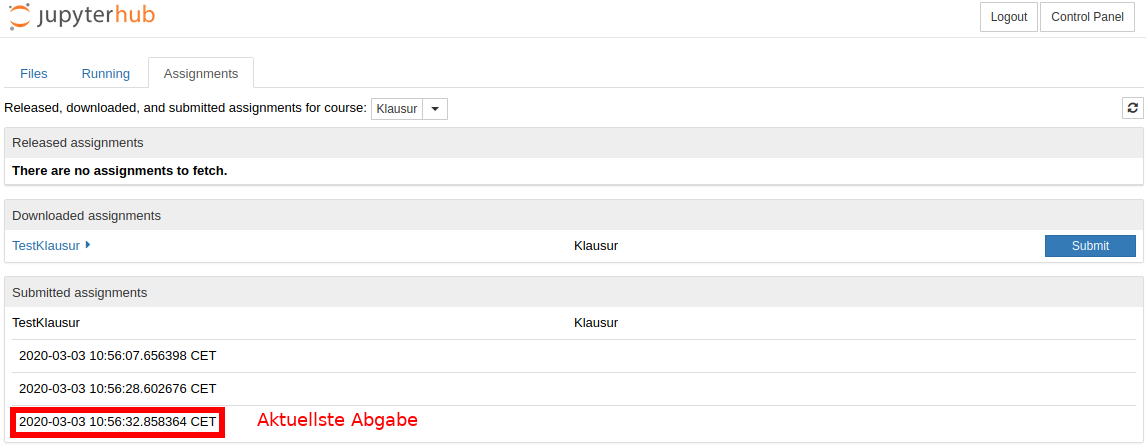 jupyterhub
Logout
Control Panel
Files
Running
Assignments
Released, downloaded, and submitted assignments for course: Klausur
Released assignments
There are no assignments to fetch.
Downloaded assignments
TestKlausur Klausur Submit
Submitted assignments
TestKlausur Klausur
2020-03-03 10:56:07.656398 CET
2020-03-03 10:56:28.602676 CET
2020-03-03 10:56:32.858364 CET Aktuellste Abgabe